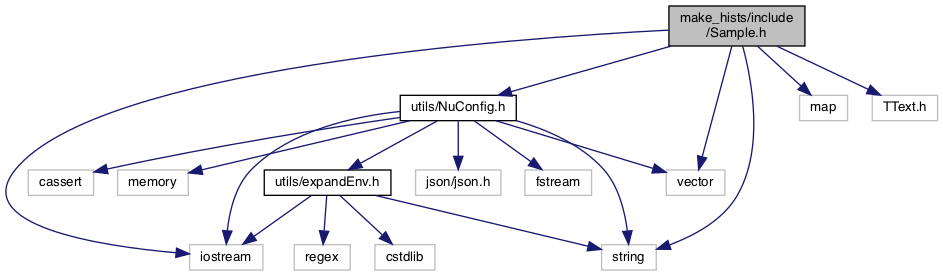 make_hists/include
/Sample.h
utils/NuConfig.h
map
TText.h
cassert
memory
utils/expandEnv.h
json/json.h
fstream
vector
iostream
regex
cstdlib
string